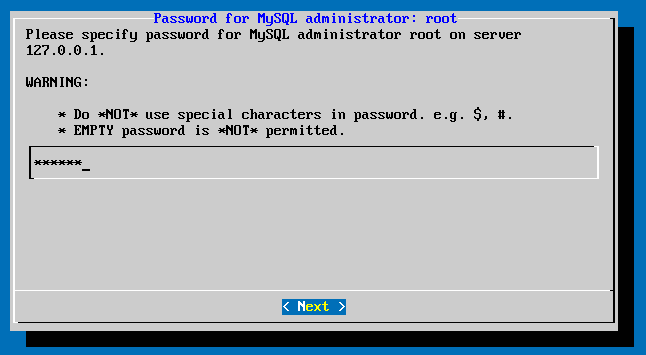 Password for MySQL administrator: root
Please specify password for MySQL administrator root on server
127.0.0.1.
WARNING:
* Do *NOT* use special characters in password. e.g. $, #.
* EMPTY password is *NOT* permitted.
******_
< Next >